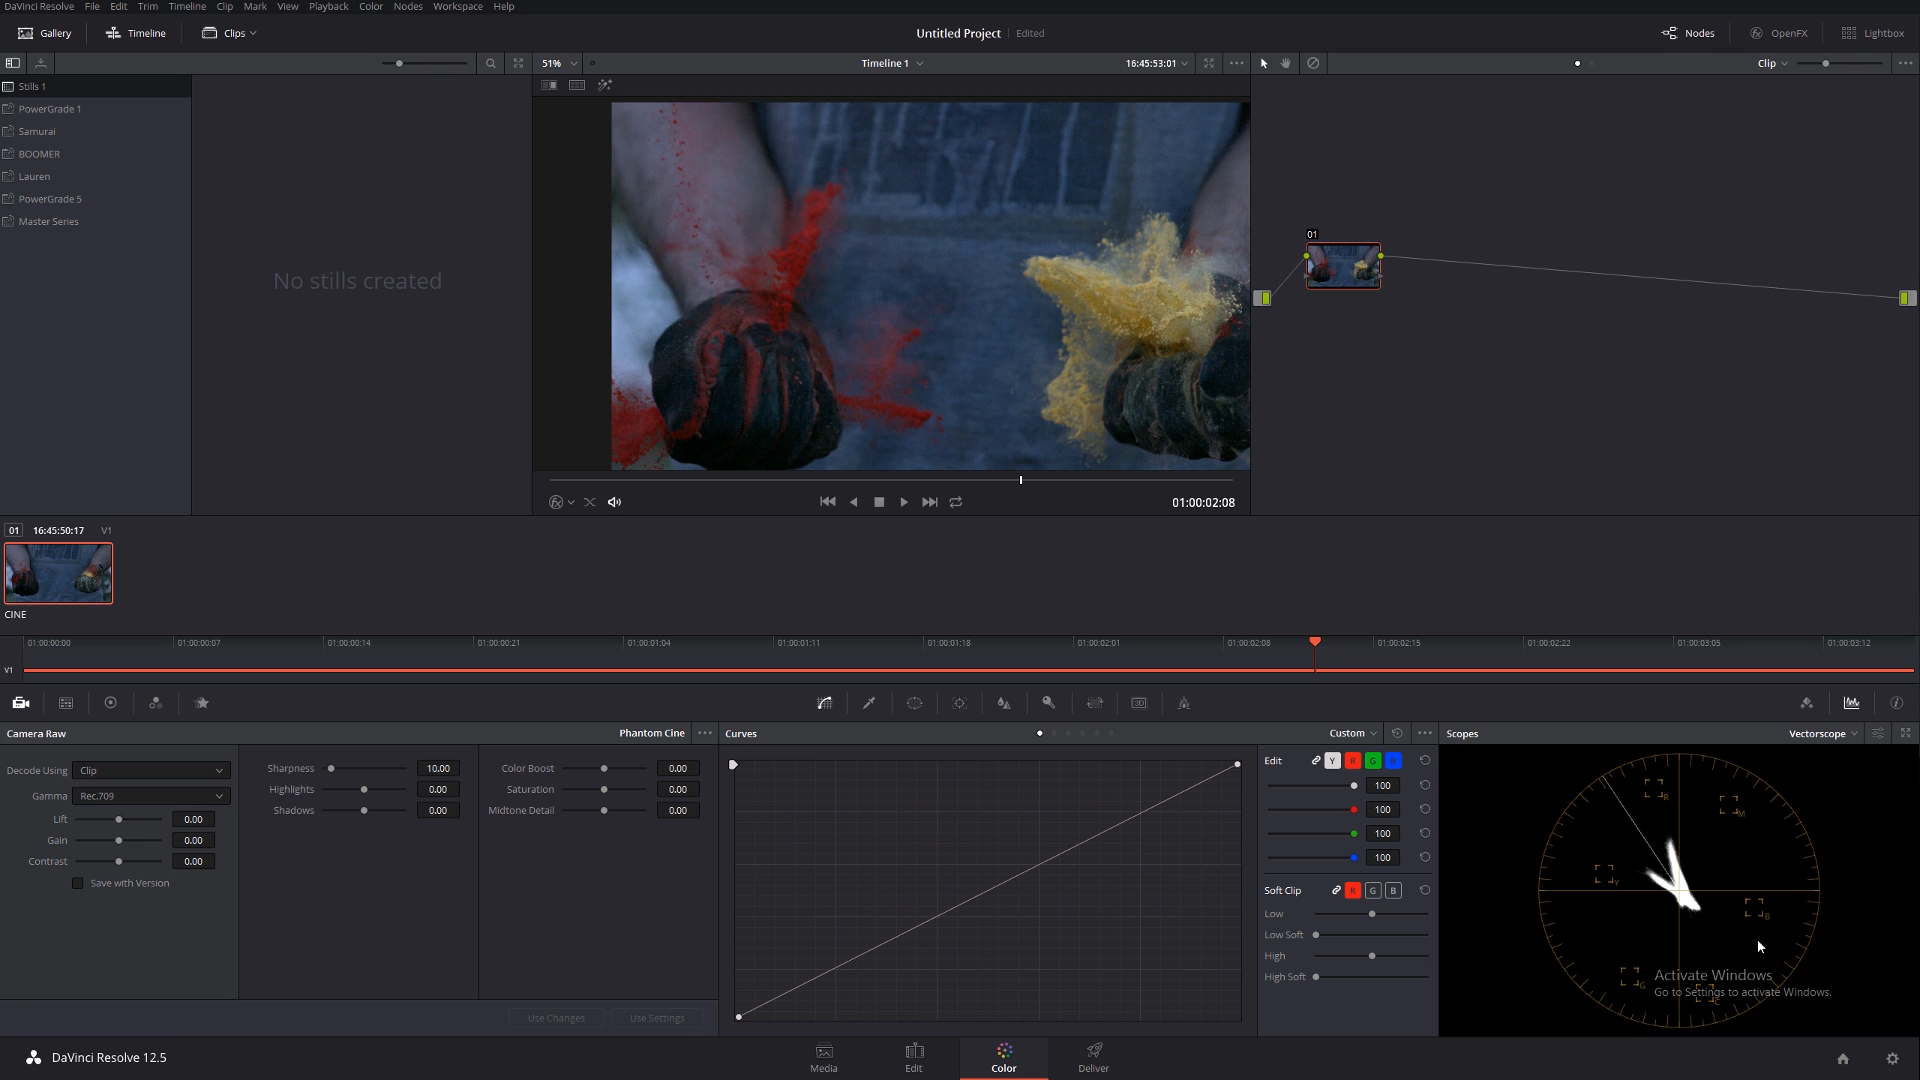 DaVinci Resolve File Edit Trim Timeline Clip Mark View Playback Color Nodes Workspace Help
Gallery Timeline Clips Untitled Project Edited Nodes OpenFX Lightbox
51% Timeline 1 16:45:53:01 Clip
Stills 1
PowerGrade 1
Samurai
BOOMER
Lauren
PowerGrade 5
Master Series
No stills created
01
01:00:02:08
01 16:45:50:17 V1
CINE
01:00:00:00 01:00:00:07 01:00:00:14 01:00:00:21 01:00:01:04 01:00:01:11 01:00:01:18 01:00:02:01 01:00:02:08 01:00:02:15 01:00:02:22 01:00:03:05 01:00:03:12
V1
3D
Camera Raw Phantom Cine Curves Custom Scopes Vectorscope
Decode Using Clip
Gamma Rec.709
Lift 0.00
Gain 0.00
Contrast 0.00
Save with Version
Sharpness 10.00
Highlights 0.00
Shadows 0.00
Color Boost 0.00
Saturation 0.00
Midtone Detail 0.00
Use Changes Use Settings
Edit Y R G B
100
100
100
100
Soft Clip R G B
Low
Low Soft
High
High Soft
R
M
Y
B
G
C
Activate Windows
Go to Settings to activate Windows.
DaVinci Resolve 12.5 Media Edit Color Deliver